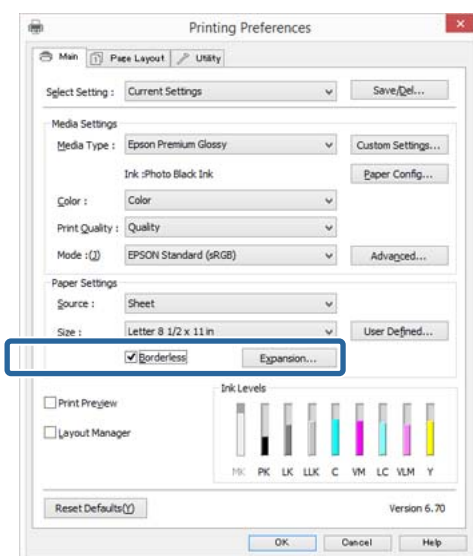 Printing Preferences
Main Page Layout Utility
Select Setting : Current Settings Save/Del...
Media Settings
Media Type : Epson Premium Glossy Custom Settings...
Ink :Photo Black Ink Paper Config...
Color : Color
Print Quality : Quality
Mode :(J) EPSON Standard (sRGB) Advanced...
Paper Settings
Source : Sheet
Size : Letter 8 1/2 x 11 in User Defined...
Borderless Expansion...
Ink Levels
Print Preview
Layout Manager
MK PK LK LLK C VM LC VLM Y
Reset Defaults(Y) Version 6.70
OK Cancel Help